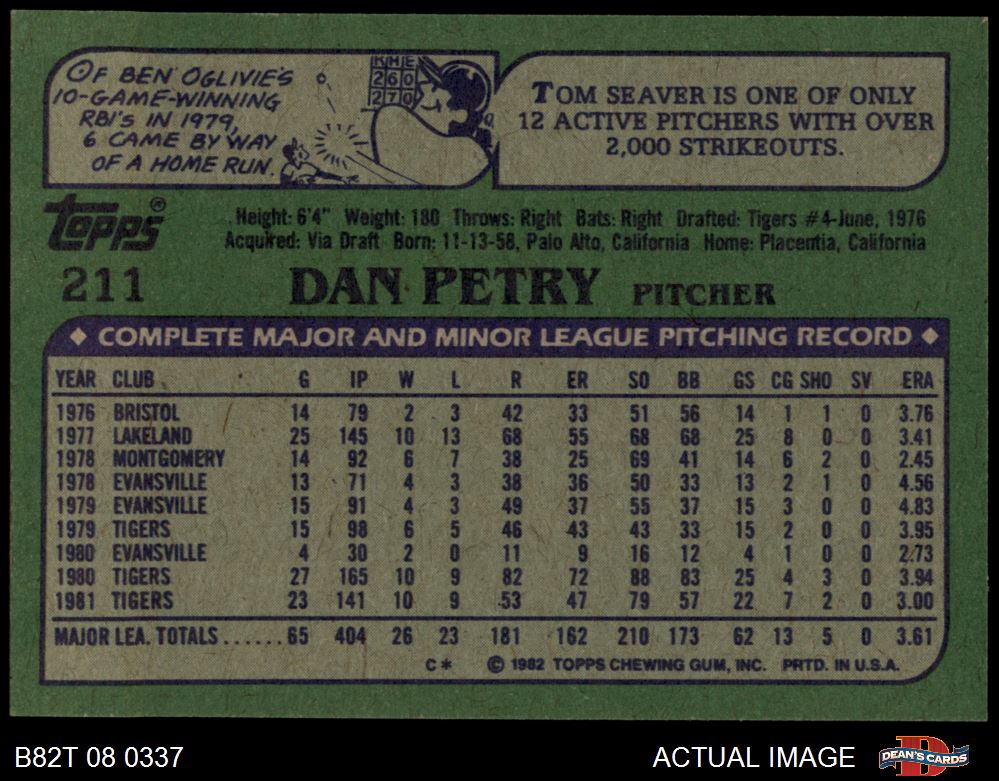 OF BEN OGLIVIE'S
10-GAME-WINNING
RBI'S IN 1979,
6 CAME BY WAY
OF A HOME RUN.
R H E
2 6 0
2 7 0
TOM SEAVER IS ONE OF ONLY
12 ACTIVE PITCHERS WITH OVER
2,000 STRIKEOUTS.
topps®
Height: 6'4" Weight: 180 Throws: Right Bats: Right Drafted: Tigers #4-June, 1976
Acquired: Via Draft Born: 11-13-58, Palo Alto, California Home: Placentia, California
211 DAN PETRY PITCHER
◆ COMPLETE MAJOR AND MINOR LEAGUE PITCHING RECORD ◆
YEAR CLUB G IP W L R ER SO BB GS CG SHO SV ERA
1976 BRISTOL 14 79 2 3 42 33 51 56 14 1 1 0 3.76
1977 LAKELAND 25 145 10 13 68 55 68 68 25 8 0 0 3.41
1978 MONTGOMERY 14 92 6 7 38 25 69 41 14 6 2 0 2.45
1978 EVANSVILLE 13 71 4 3 38 36 50 33 13 2 1 0 4.56
1979 EVANSVILLE 15 91 4 3 49 37 55 37 15 3 0 0 4.83
1979 TIGERS 15 98 6 5 46 43 43 33 15 2 0 0 3.95
1980 EVANSVILLE 4 30 2 0 11 9 16 12 4 1 0 0 2.73
1980 TIGERS 27 165 10 9 82 72 88 83 25 4 3 0 3.94
1981 TIGERS 23 141 10 9 53 47 79 57 22 7 2 0 3.00
MAJOR LEA. TOTALS......65 404 26 23 181 162 210 173 62 13 5 0 3.61
C* © 1982 TOPPS CHEWING GUM, INC. PRTD. IN U.S.A.
B82T 08 0337
ACTUAL IMAGE
DEAN'S CARDS